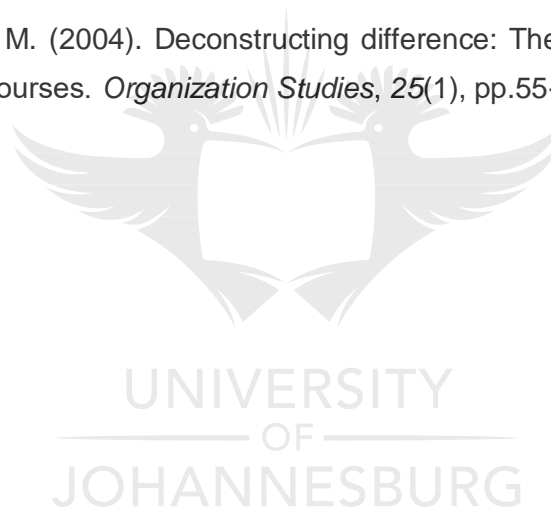 M. (2004). Deconstructing difference: The
ourses. Organization Studies, 25(1), pp.55-
UNIVERSITY
OF
JOHANNESBURG